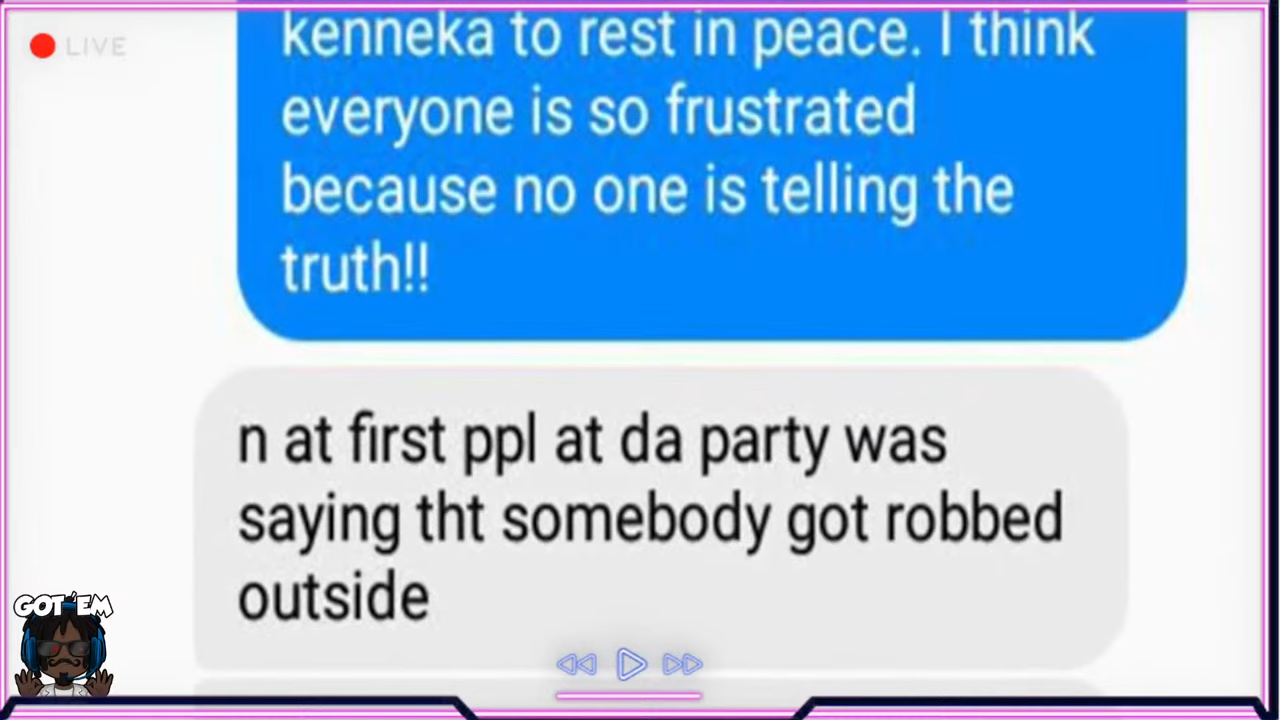 LIVE
kenneka to rest in peace. I think
everyone is so frustrated
because no one is telling the
truth!!
n at first ppl at da party was
saying tht somebody got robbed
outside
GOT 'EM